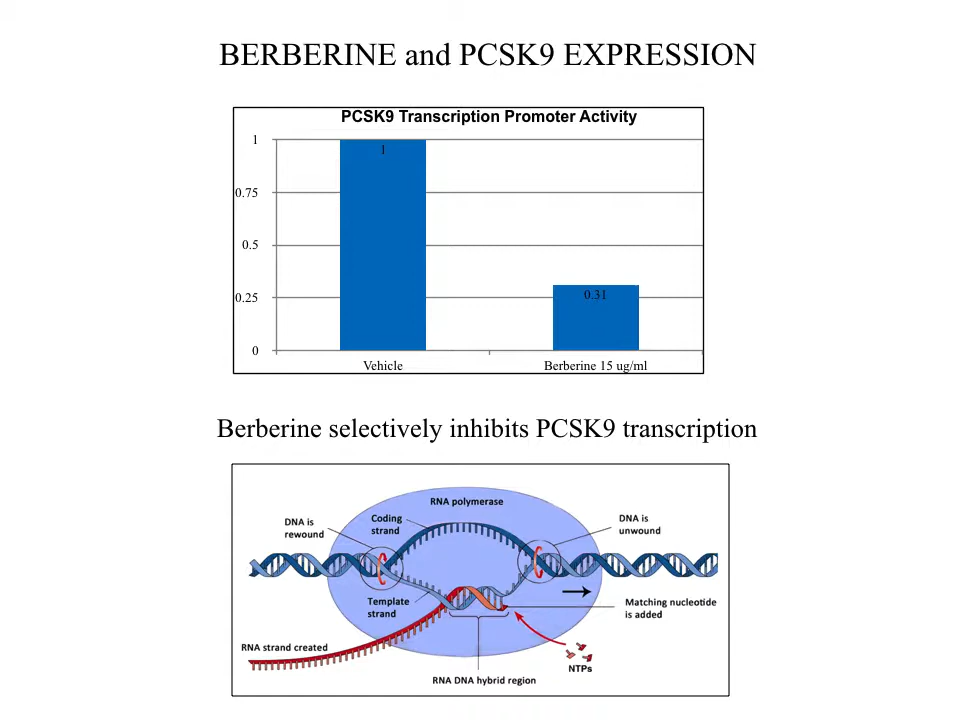 BERBERINE and PCSK9 EXPRESSION
PCSK9 Transcription Promoter Activity
1
1
0.75
0.5
0.25
0.31
0
Vehicle
Berberine 15 ug/ml
Berberine selectively inhibits PCSK9 transcription
RNA polymerase
DNA is
rewound
Coding
strand
DNA is
unwound
Template
strand
Matching nucleotide
is added
RNA strand created
NTPs
RNA DNA hybrid region